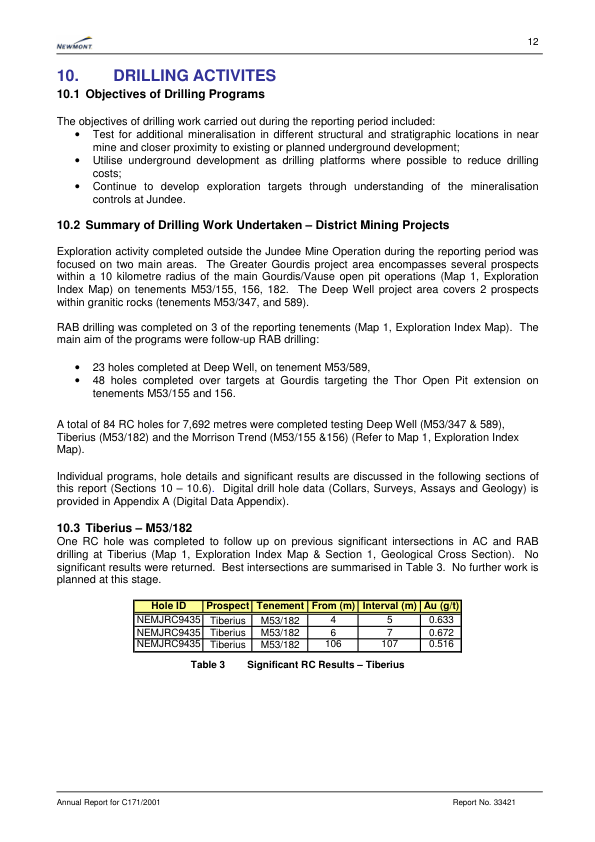 NEWMONT
12
10. DRILLING ACTIVITES
10.1 Objectives of Drilling Programs
The objectives of drilling work carried out during the reporting period included:
• Test for additional mineralisation in different structural and stratigraphic locations in near
mine and closer proximity to existing or planned underground development;
• Utilise underground development as drilling platforms where possible to reduce drilling
costs;
• Continue to develop exploration targets through understanding of the mineralisation
controls at Jundee.
10.2 Summary of Drilling Work Undertaken – District Mining Projects
Exploration activity completed outside the Jundee Mine Operation during the reporting period was
focused on two main areas. The Greater Gourdis project area encompasses several prospects
within a 10 kilometre radius of the main Gourdis/Vause open pit operations (Map 1, Exploration
Index Map) on tenements M53/155, 156, 182. The Deep Well project area covers 2 prospects
within granitic rocks (tenements M53/347, and 589).
RAB drilling was completed on 3 of the reporting tenements (Map 1, Exploration Index Map). The
main aim of the programs were follow-up RAB drilling:
• 23 holes completed at Deep Well, on tenement M53/589,
• 48 holes completed over targets at Gourdis targeting the Thor Open Pit extension on
tenements M53/155 and 156.
A total of 84 RC holes for 7,692 metres were completed testing Deep Well (M53/347 & 589),
Tiberius (M53/182) and the Morrison Trend (M53/155 &156) (Refer to Map 1, Exploration Index
Map).
Individual programs, hole details and significant results are discussed in the following sections of
this report (Sections 10 – 10.6). Digital drill hole data (Collars, Surveys, Assays and Geology) is
provided in Appendix A (Digital Data Appendix).
10.3 Tiberius – M53/182
One RC hole was completed to follow up on previous significant intersections in AC and RAB
drilling at Tiberius (Map 1, Exploration Index Map & Section 1, Geological Cross Section). No
significant results were returned. Best intersections are summarised in Table 3. No further work is
planned at this stage.
Hole ID Prospect Tenement From (m) Interval (m) Au (g/t)
NEMJRC9435 Tiberius M53/182 4 5 0.633
NEMJRC9435 Tiberius M53/182 6 7 0.672
NEMJRC9435 Tiberius M53/182 106 107 0.516
Table 3 Significant RC Results – Tiberius
Annual Report for C171/2001 Report No. 33421